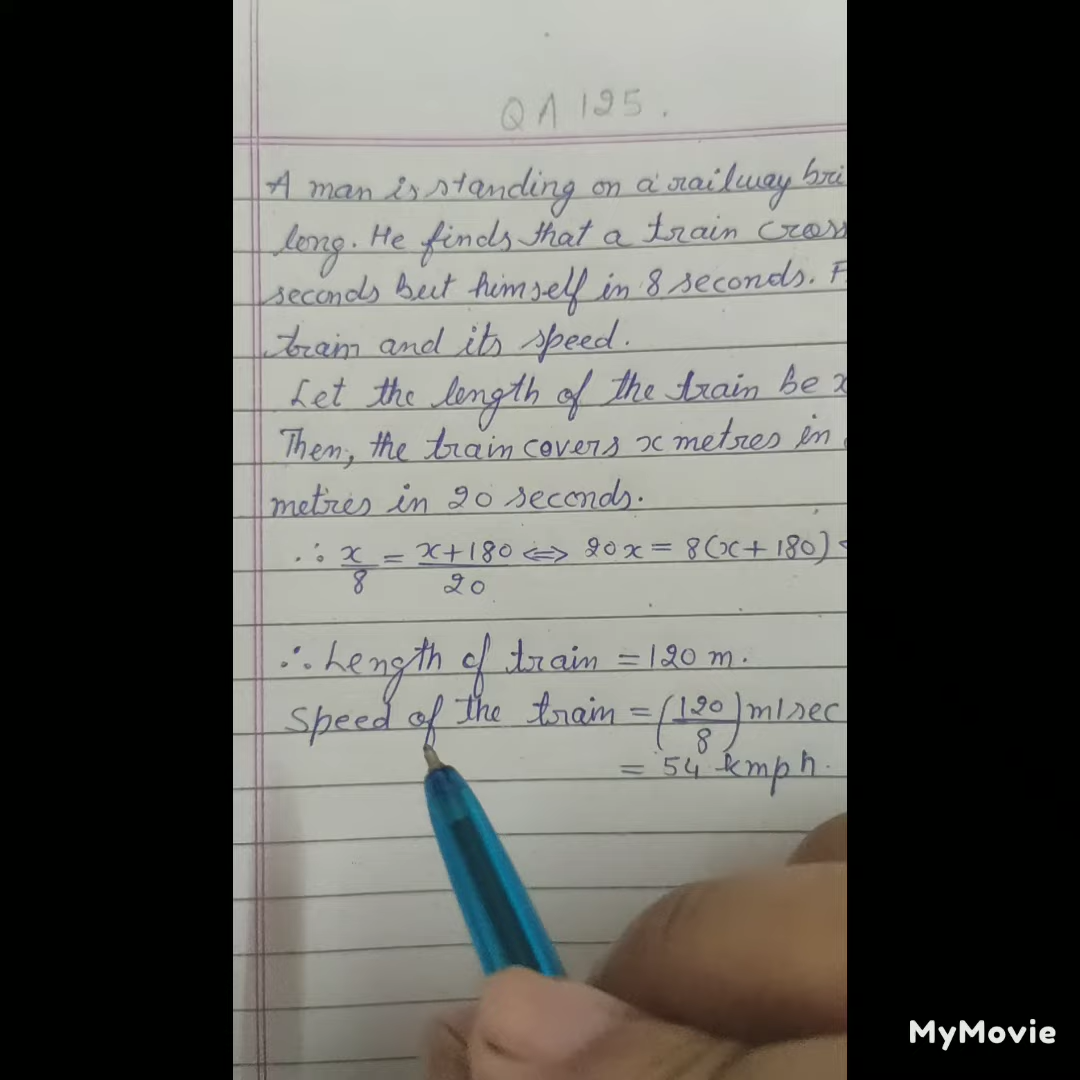 QA 125.
A man is standing on a railway bri
long. He finds that a train cross
seconds but himself in 8 seconds. F
train and its speed.
Let the length of the train be x
Then, the train covers x metres in
metres in 20 seconds.
∴ x/8 = x+180/20 ⇔ 20x = 8(x+180)
∴ Length of train = 120 m.
Speed of the train = (120/8) m/sec
= 54 kmph.
MyMovie